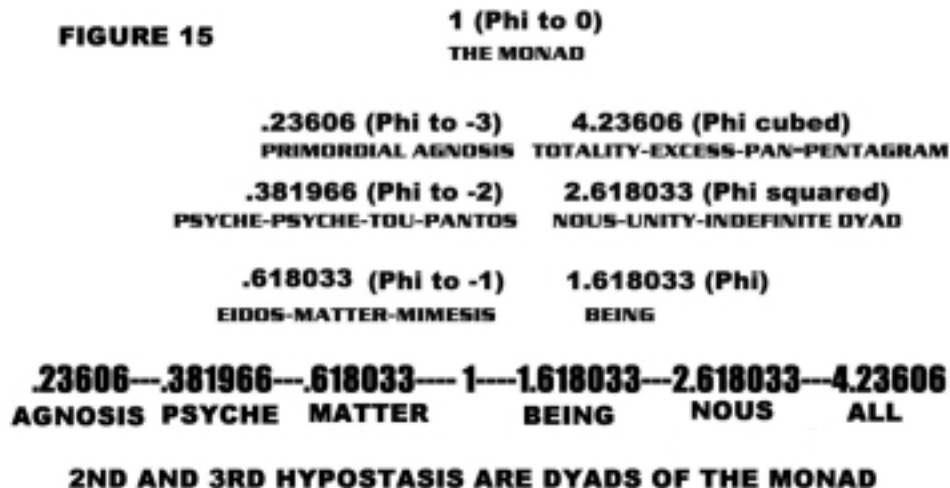 FIGURE 15
1 (Phi to 0)
THE MONAD
.23606 (Phi to -3) 4.23606 (Phi cubed)
PRIMORDIAL AGNOSIS TOTALITY-EXCESS-PAN=PENTAGRAM
.381966 (Phi to -2) 2.618033 (Phi squared)
PSYCHE-PSYCHE-TOU-PANTOS NOUS-UNITY-INDEFINITE DYAD
.618033 (Phi to -1) 1.618033 (Phi)
EIDOS-MATTER-MIMESIS BEING
.23606---.381966---.618033---- 1----1.618033---2.618033---4.23606
AGNOSIS PSYCHE MATTER BEING NOUS ALL
2ND AND 3RD HYPOSTASIS ARE DYADS OF THE MONAD